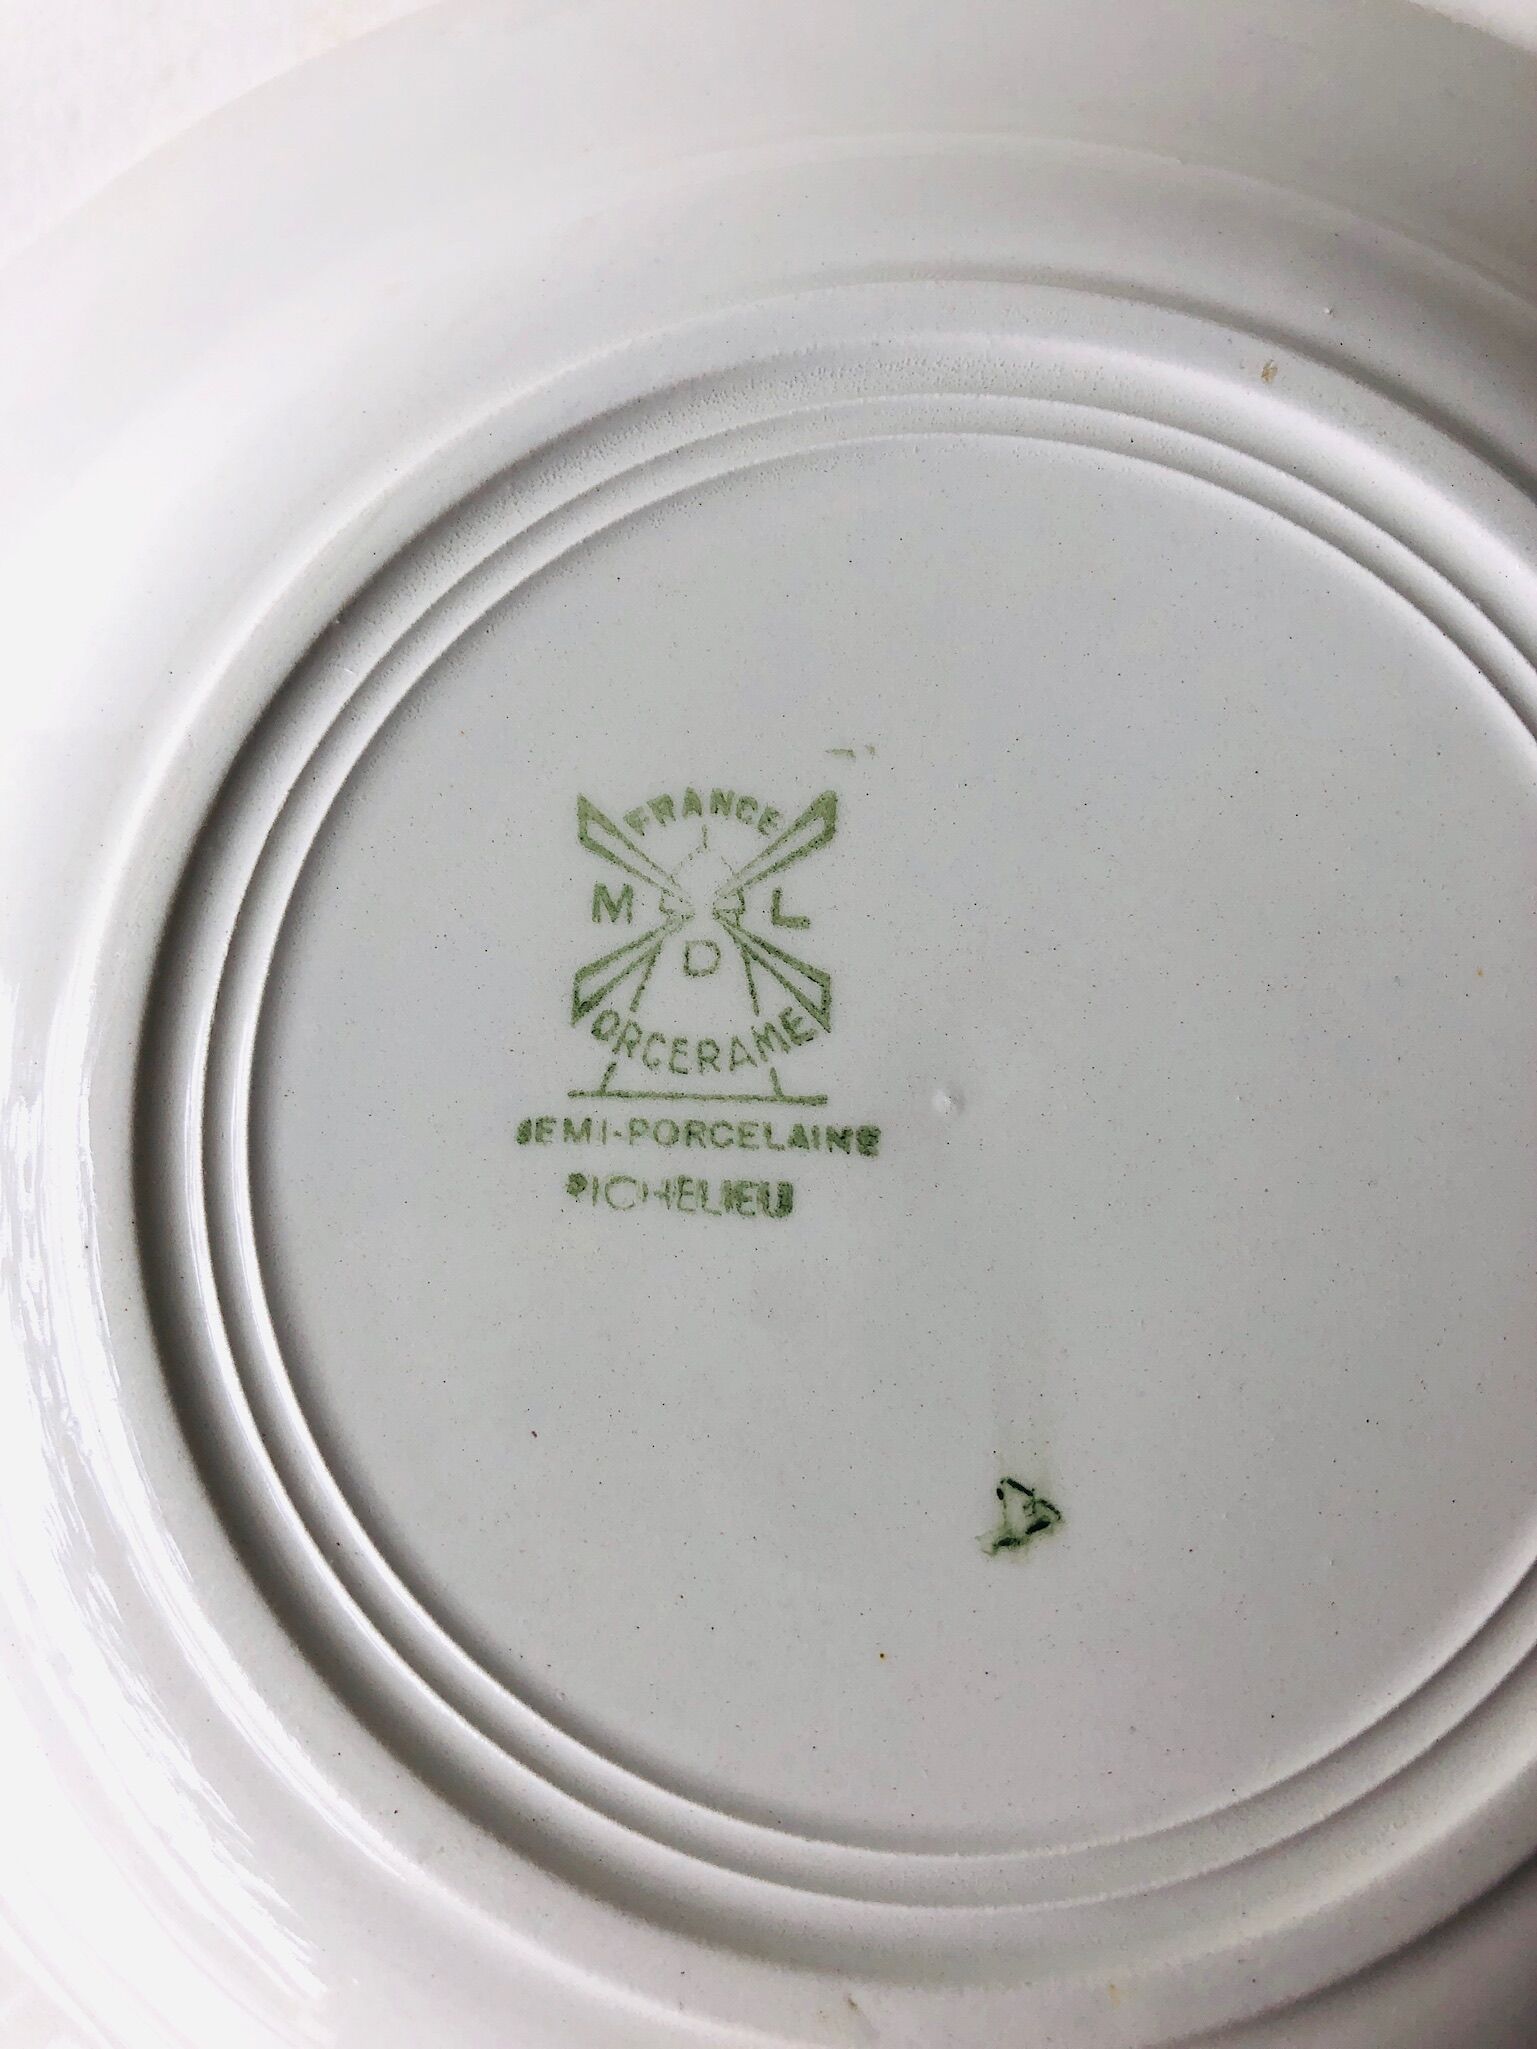 FRANCE
M L
D
ORCERAME
SEMI-PORCELAINE
RICHELIEU